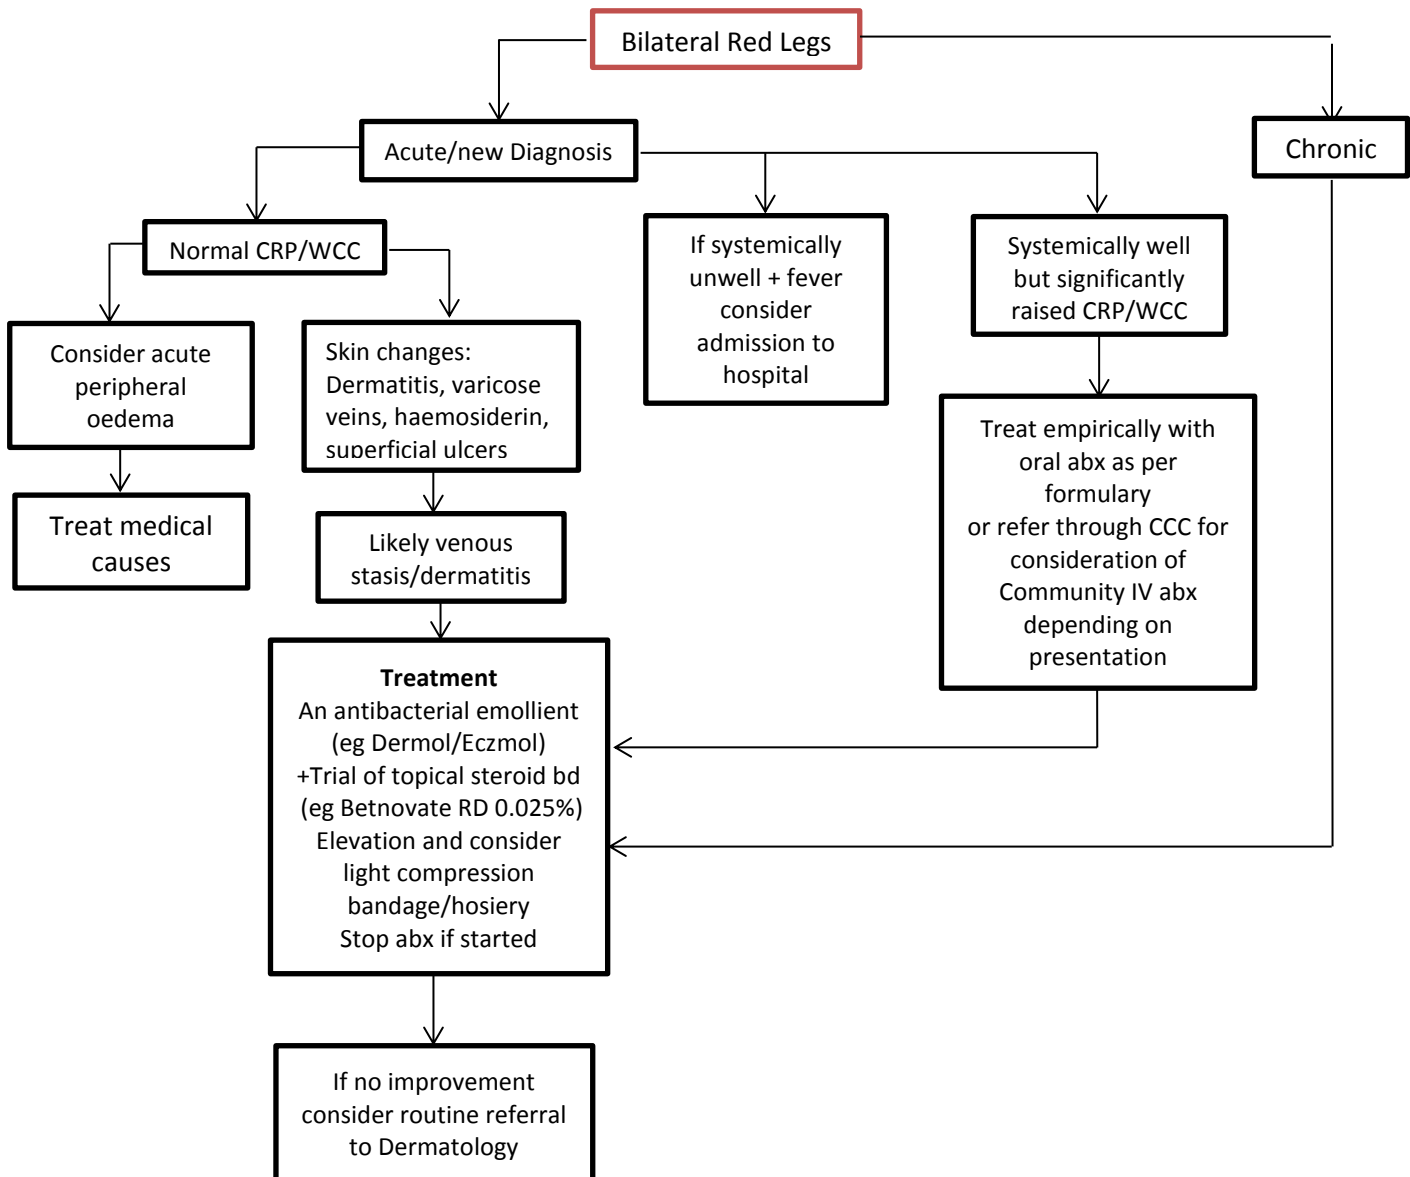 Bilateral Red Legs
Acute/new Diagnosis
Chronic
Normal CRP/WCC
If systemically
unwell + fever
consider
admission to
hospital
Systemically well
but significantly
raised CRP/WCC
Consider acute
peripheral
oedema
Skin changes:
Dermatitis, varicose
veins, haemosiderin,
superficial ulcers
Treat empirically with
oral abx as per
formulary
or refer through CCC for
consideration of
Community IV abx
depending on
presentation
Treat medical
causes
Likely venous
stasis/dermatitis
Treatment
An antibacterial emollient
(eg Dermol/Eczmol)
+Trial of topical steroid bd
(eg Betnovate RD 0.025%)
Elevation and consider
light compression
bandage/hosiery
Stop abx if started
If no improvement
consider routine referral
to Dermatology